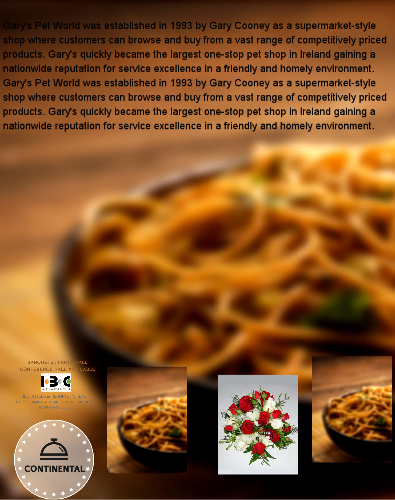 Gary's Pet World was established in 1993 by Gary Cooney as a supermarket-style
shop where customers can browse and buy from a vast range of competitively priced
products. Gary's quickly became the largest one-stop pet shop in Ireland gaining a
nationwide reputation for service excellence in a friendly and homely environment.
Gary's Pet World was established in 1993 by Gary Cooney as a supermarket-style
shop where customers can browse and buy from a vast range of competitively priced
products. Gary's quickly became the largest one-stop pet shop in Ireland gaining a
nationwide reputation for service excellence in a friendly and homely environment.
CONTINENTAL